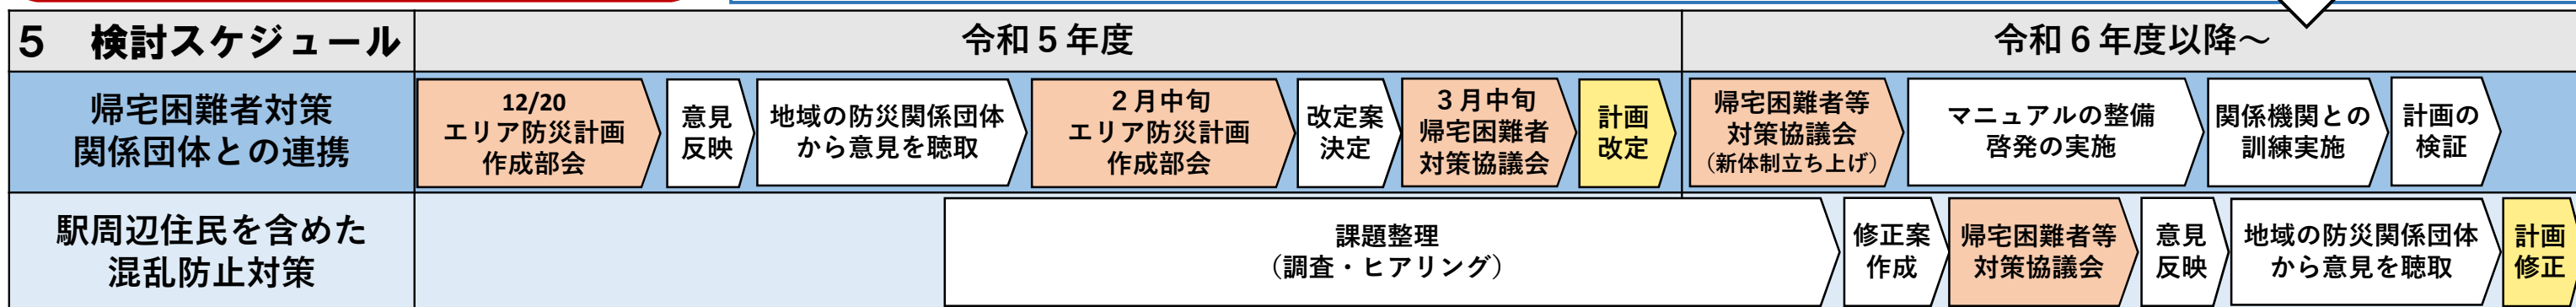 5 検討スケジュール
令和5年度
令和6年度以降~
帰宅困難者対策
関係団体との連携
12/20
エリア防災計画
作成部会
意見
反映
地域の防災関係団体
から意見を聴取
2月中旬
エリア防災計画
作成部会
改定案
決定
3月中旬
帰宅困難者
対策協議会
計画
改定
帰宅困難者等
対策協議会
(新体制立ち上げ)
マニュアルの整備
啓発の実施
関係機関との
訓練実施
計画の
検証
駅周辺住民を含めた
混乱防止対策
課題整理
(調査・ヒアリング)
修正案
作成
帰宅困難者等
対策協議会
意見
反映
地域の防災関係団体
から意見を聴取
計画
修正